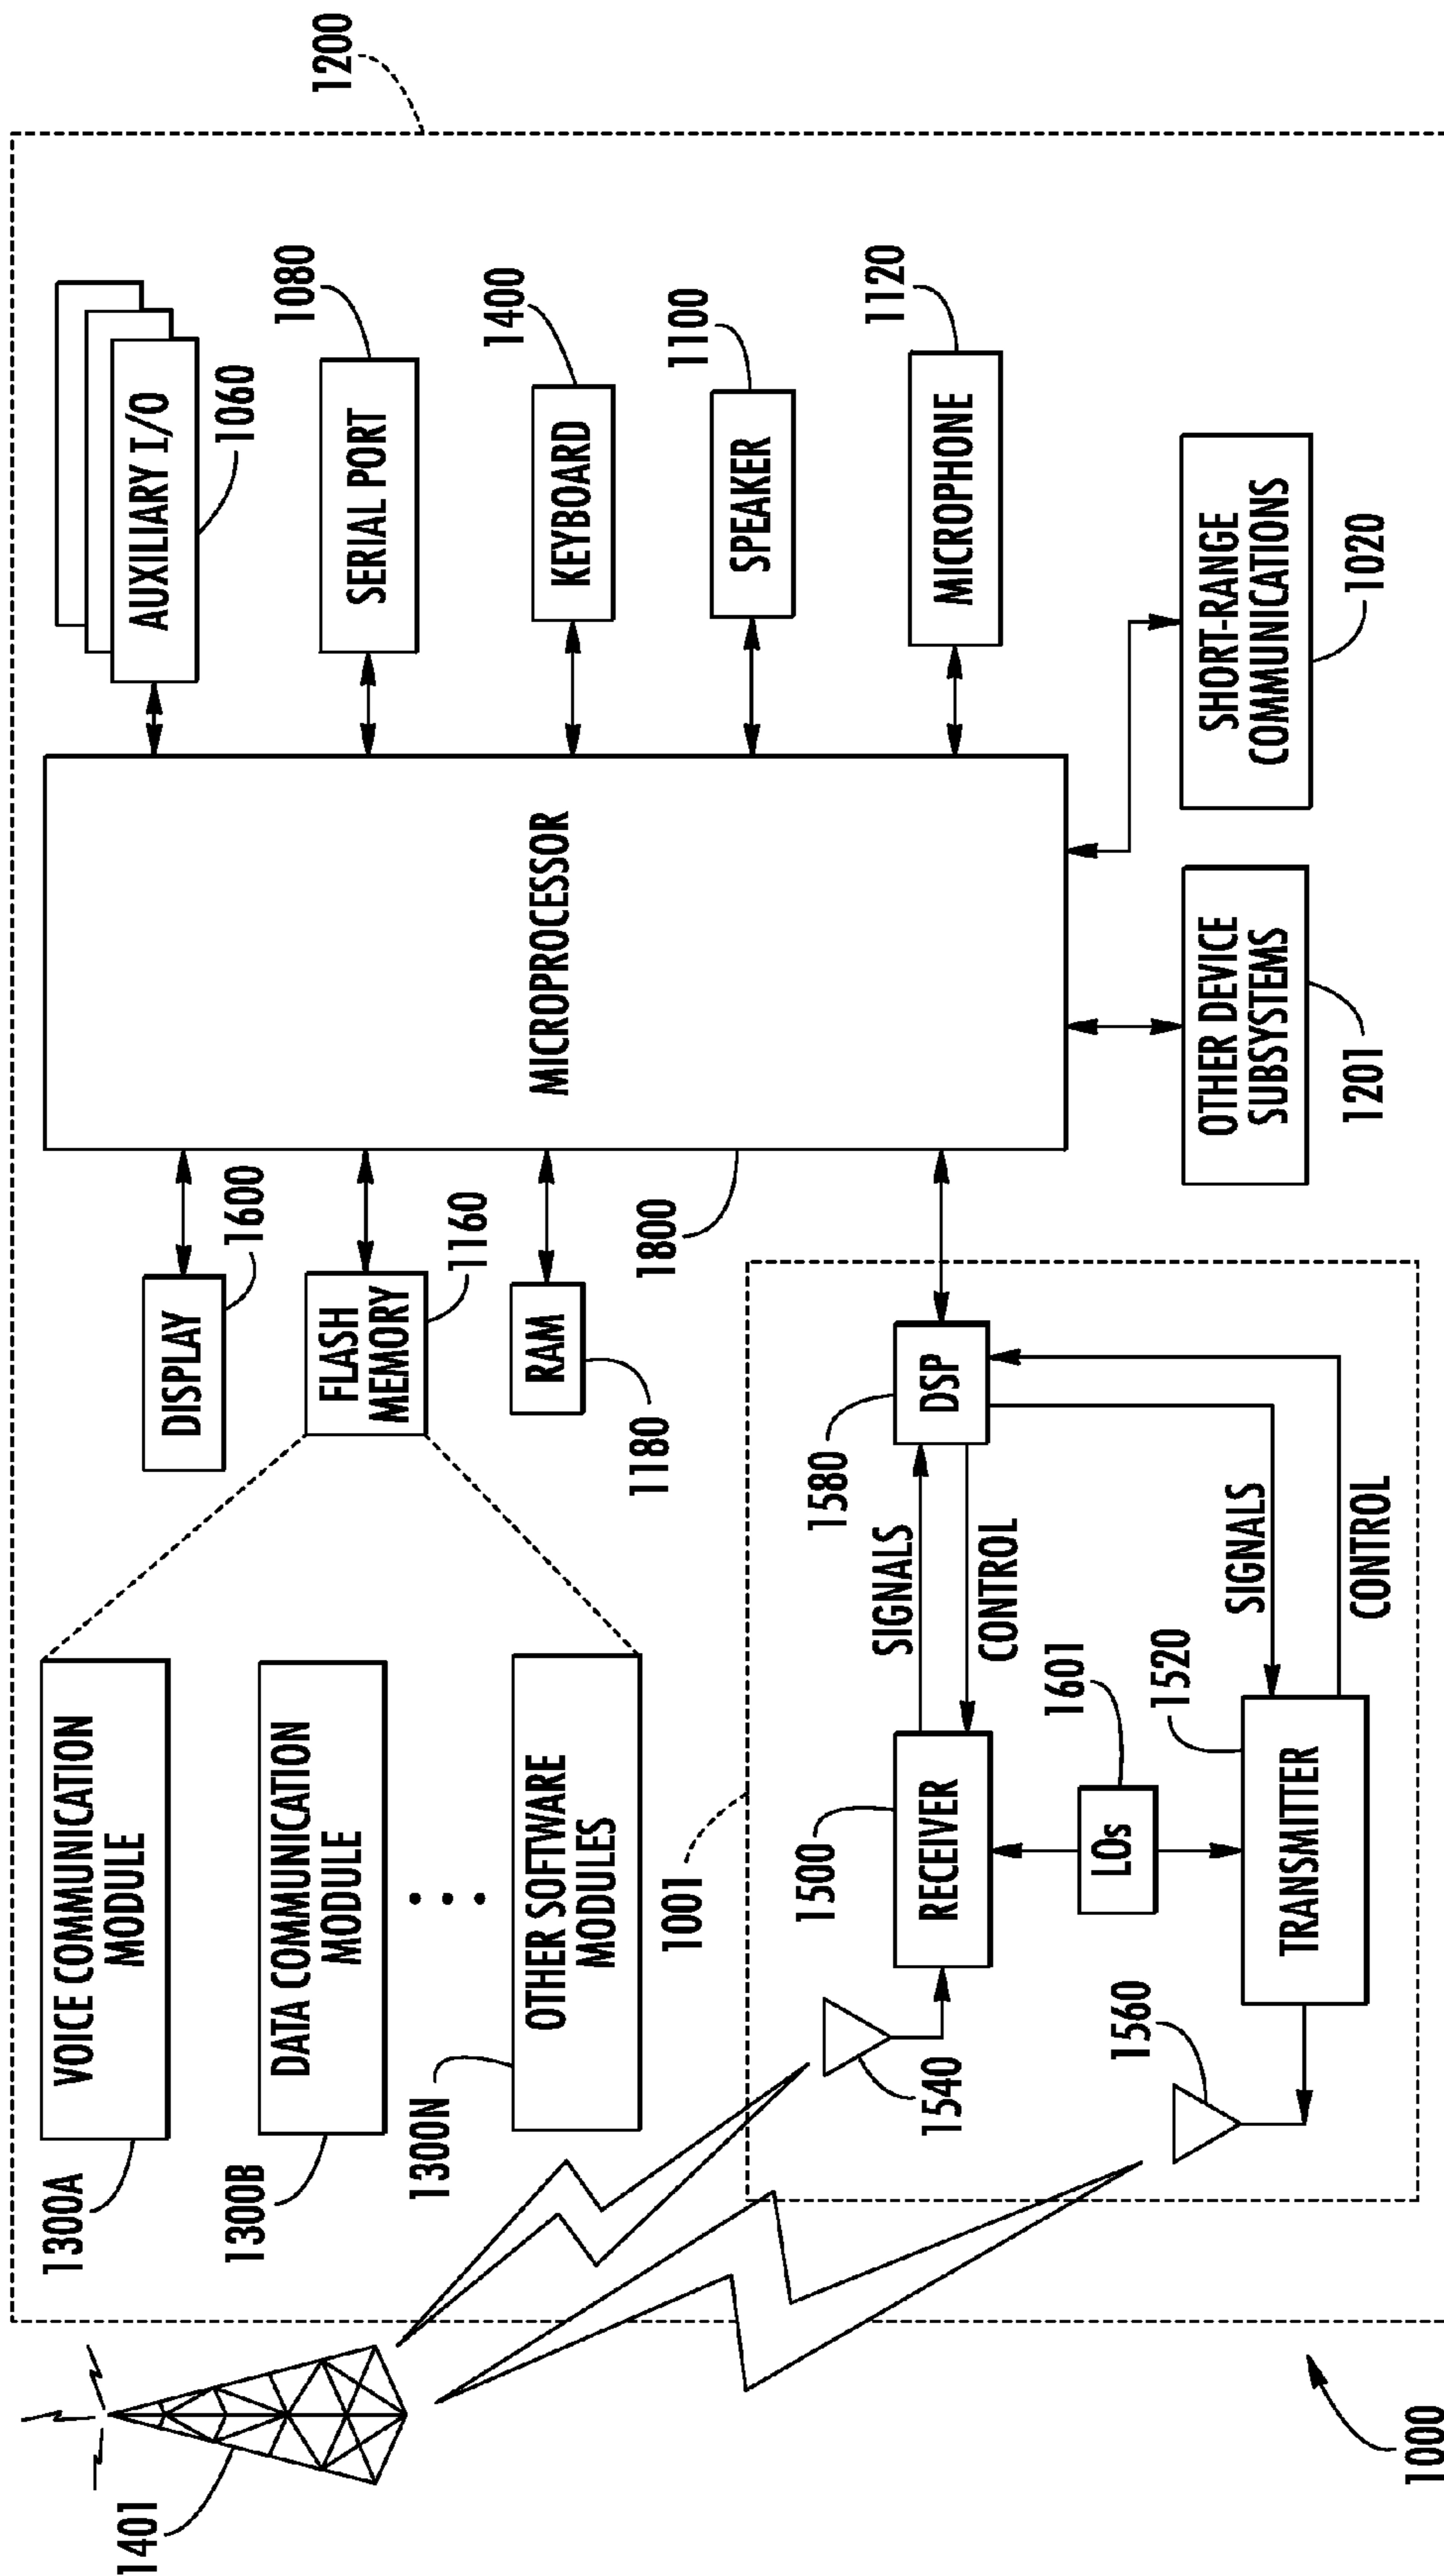 1200
AUXILIARY I/O
1060
SERIAL PORT
1080
KEYBOARD
1400
SPEAKER
1100
MICROPHONE
1120
SHORT-RANGE
COMMUNICATIONS
1020
MICROPROCESSOR
1800
OTHER DEVICE
SUBSYSTEMS
1201
DISPLAY
1600
FLASH
MEMORY
1160
RAM
1180
VOICE COMMUNICATION
MODULE
1300A
DATA COMMUNICATION
MODULE
1300B
OTHER SOFTWARE
MODULES
1300N
1001
DSP
1580
SIGNALS
CONTROL
SIGNALS
CONTROL
RECEIVER
1500
LOs
1601
TRANSMITTER
1520
1540
1560
1401
1000